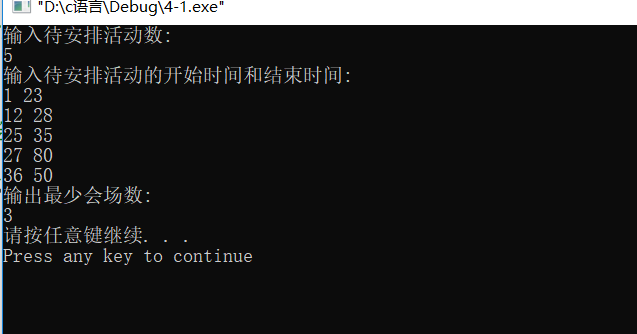 "D:\c语言\Debug\4-1.exe"
输入待安排活动数:
5
输入待安排活动的开始时间和结束时间:
1 23
12 28
25 35
27 80
36 50
输出最少会场数:
3
请按任意键继续. . .
Press any key to continue